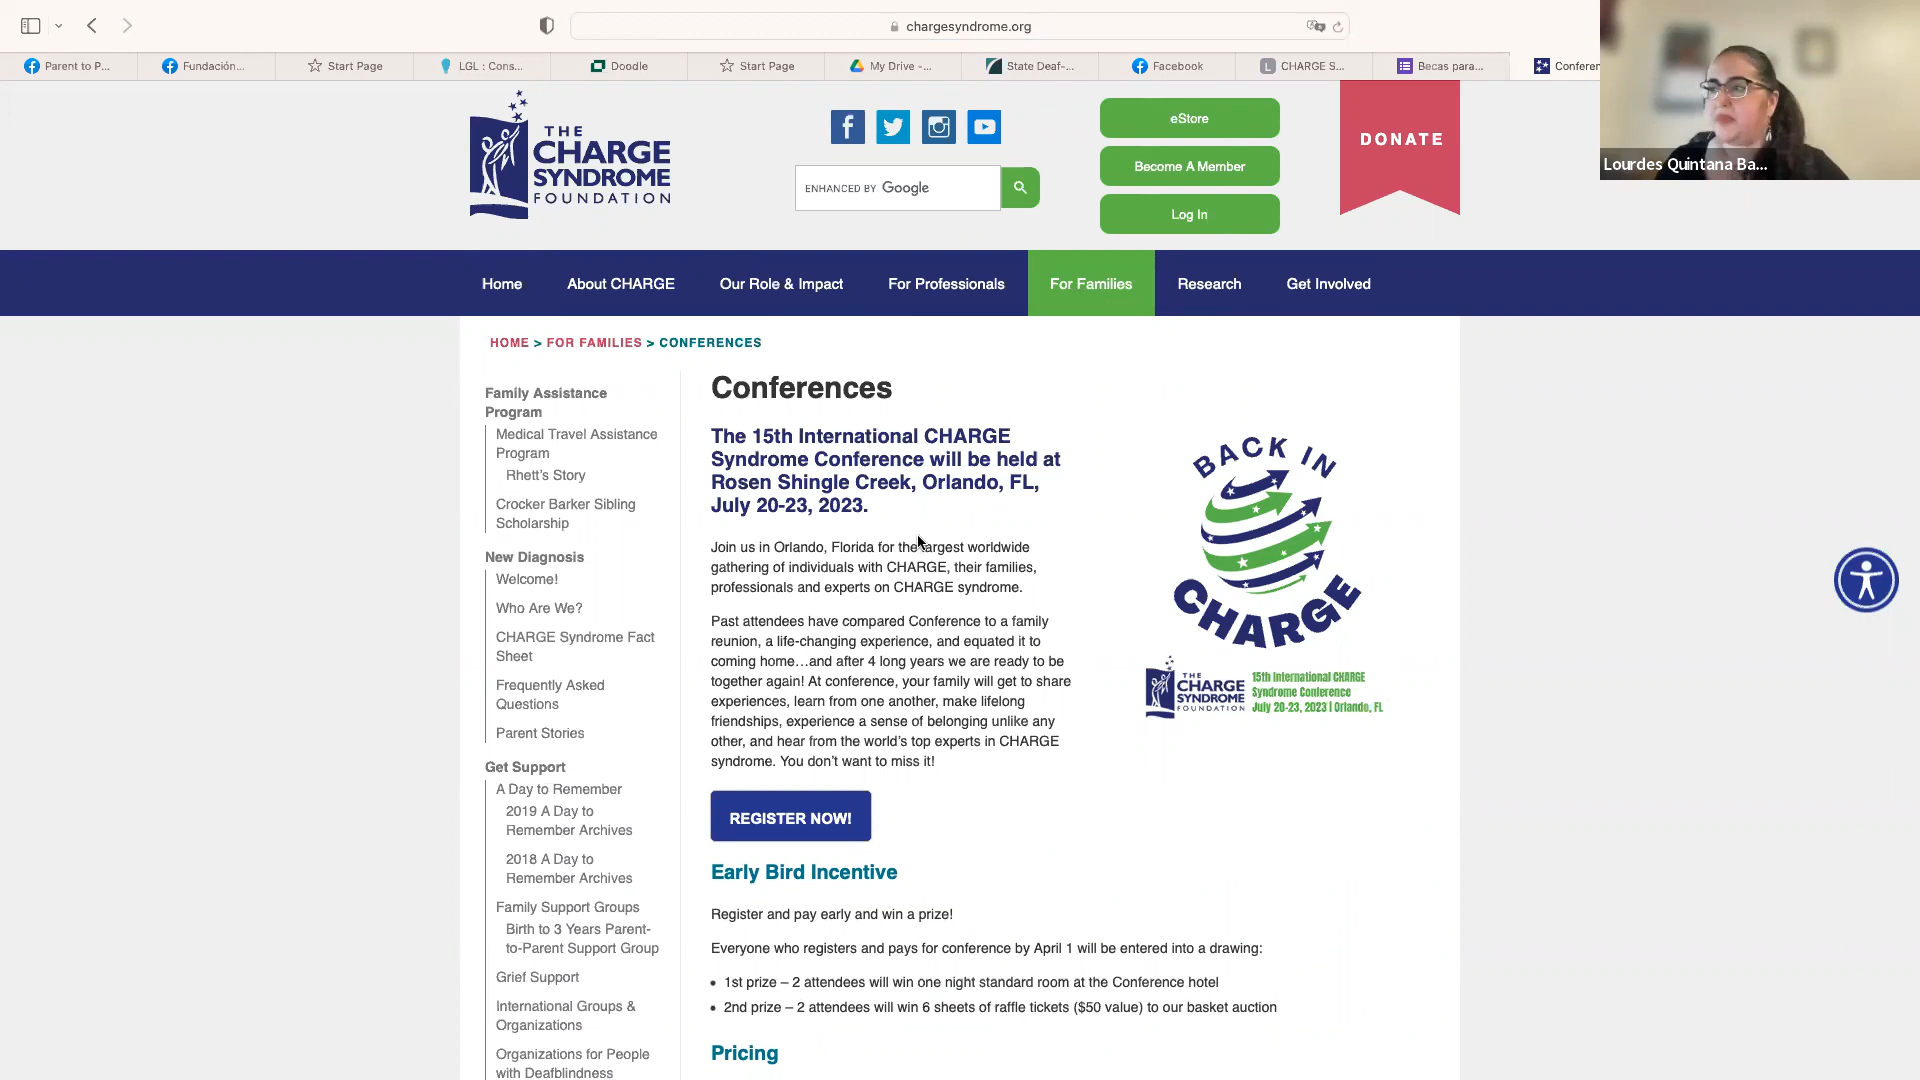 chargesyndrome.org
Parent to P...
Fundación...
Start Page
LGL : Cons...
Doodle
Start Page
My Drive -...
State Deaf-...
Facebook
CHARGE S...
Becas para...
Conferen
THE
CHARGE
SYNDROME
FOUNDATION
ENHANCED BY Google
eStore
Become A Member
Log In
DONATE
Lourdes Quintana Ba...
Home
About CHARGE
Our Role & Impact
For Professionals
For Families
Research
Get Involved
HOME > FOR FAMILIES > CONFERENCES
Family Assistance
Program
Medical Travel Assistance
Program
Rhett's Story
Crocker Barker Sibling
Scholarship
New Diagnosis
Welcome!
Who Are We?
CHARGE Syndrome Fact
Sheet
Frequently Asked
Questions
Parent Stories
Get Support
A Day to Remember
2019 A Day to
Remember Archives
2018 A Day to
Remember Archives
Family Support Groups
Birth to 3 Years Parent-
to-Parent Support Group
Grief Support
International Groups &
Organizations
Organizations for People
with Deafblindness
Conferences
The 15th International CHARGE
Syndrome Conference will be held at
Rosen Shingle Creek, Orlando, FL,
July 20-23, 2023.
Join us in Orlando, Florida for the largest worldwide
gathering of individuals with CHARGE, their families,
professionals and experts on CHARGE syndrome.
Past attendees have compared Conference to a family
reunion, a life-changing experience, and equated it to
coming home…and after 4 long years we are ready to be
together again! At conference, your family will get to share
experiences, learn from one another, make lifelong
friendships, experience a sense of belonging unlike any
other, and hear from the world's top experts in CHARGE
syndrome. You don't want to miss it!
BACK IN
CHARGE
THE
CHARGE
SYNDROME
FOUNDATION
15th International CHARGE
Syndrome Conference
July 20-23, 2023 | Orlando, FL
REGISTER NOW!
Early Bird Incentive
Register and pay early and win a prize!
Everyone who registers and pays for conference by April 1 will be entered into a drawing:
• 1st prize – 2 attendees will win one night standard room at the Conference hotel
• 2nd prize – 2 attendees will win 6 sheets of raffle tickets ($50 value) to our basket auction
Pricing